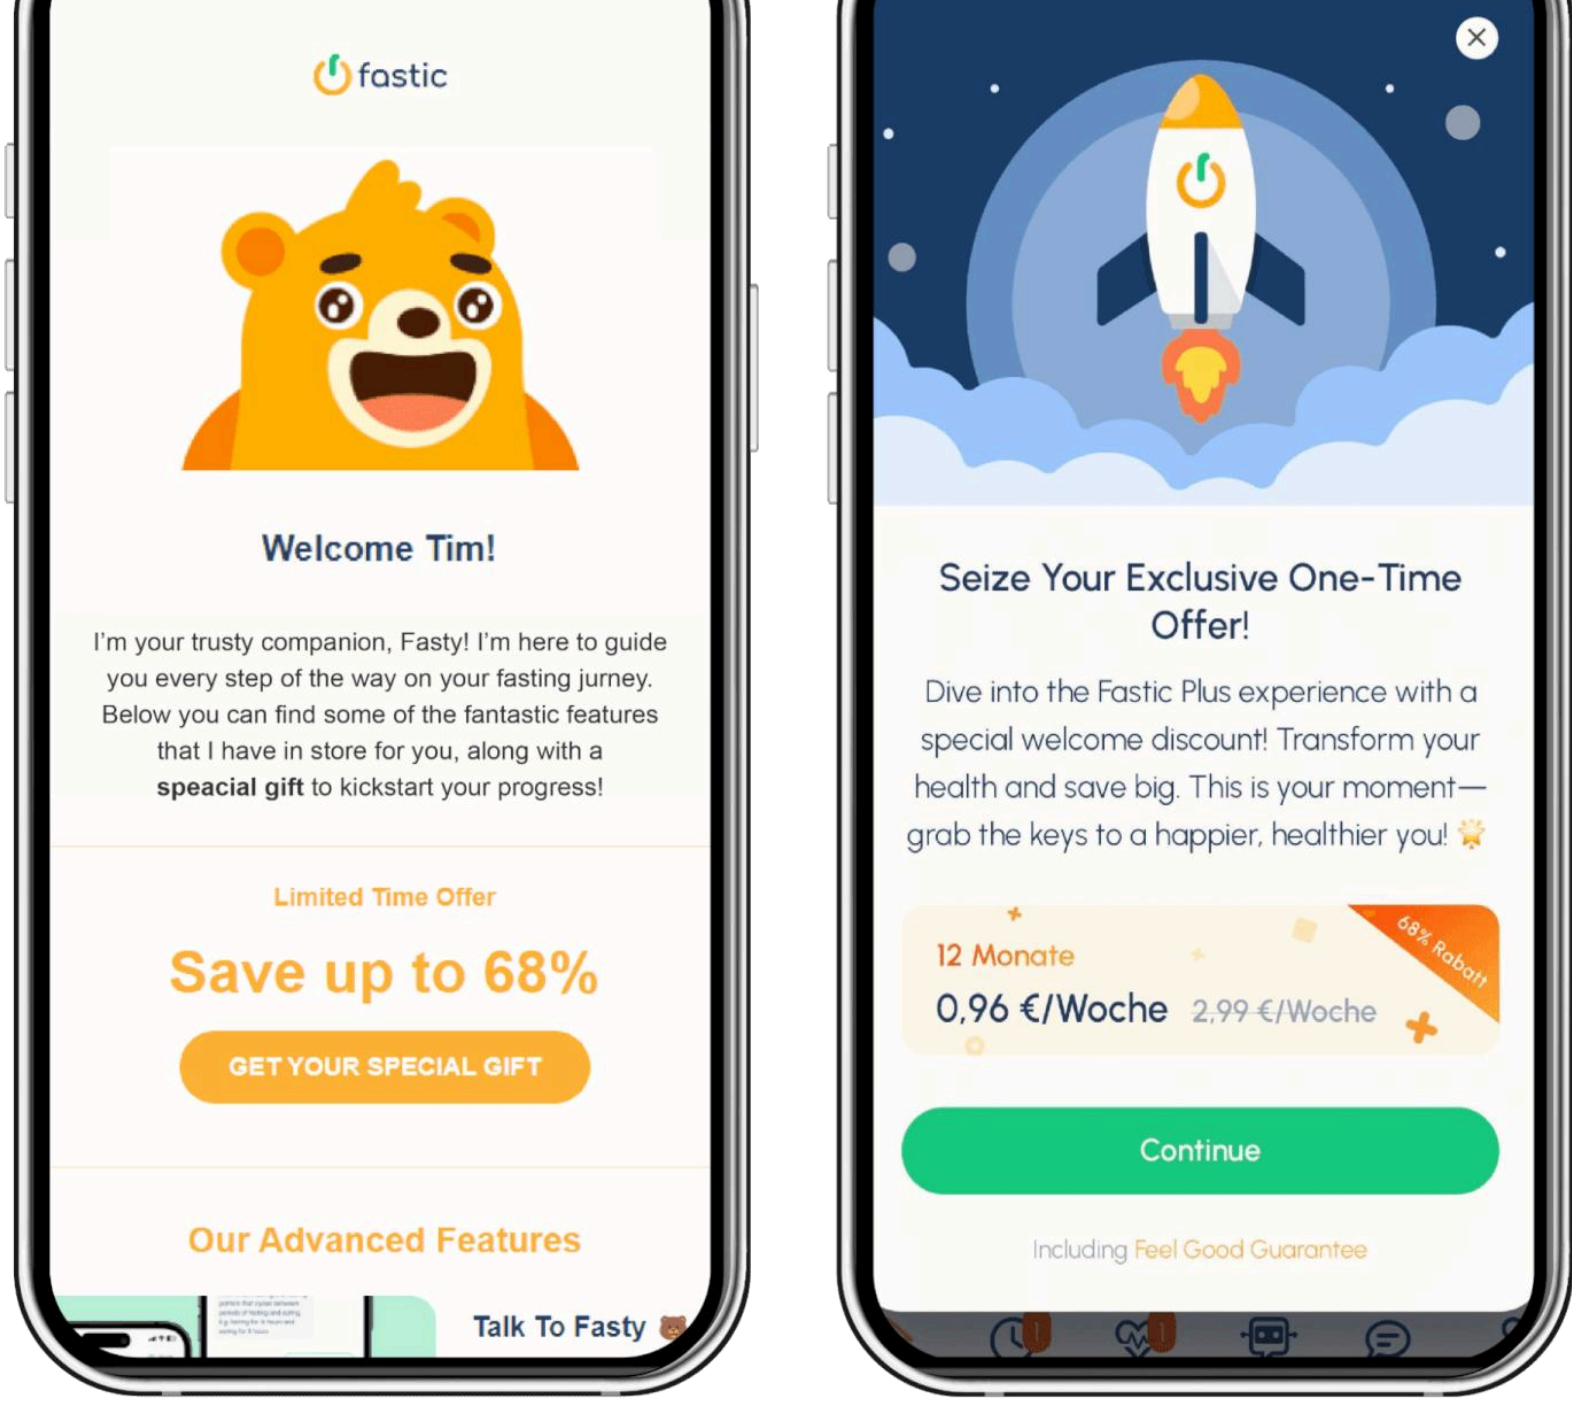 fastic
Welcome Tim!
I'm your trusty companion, Fasty! I'm here to guide
you every step of the way on your fasting jurney.
Below you can find some of the fantastic features
that I have in store for you, along with a
speacial gift to kickstart your progress!
Limited Time Offer
Save up to 68%
GET YOUR SPECIAL GIFT
Our Advanced Features
Talk To Fasty
Seize Your Exclusive One-Time
Offer!
Dive into the Fastic Plus experience with a
special welcome discount! Transform your
health and save big. This is your moment—
grab the keys to a happier, healthier you! 🌟
12 Monate
68% Rabatt
0,96 €/Woche 2,99 €/Woche
Continue
Including Feel Good Guarantee
1
1